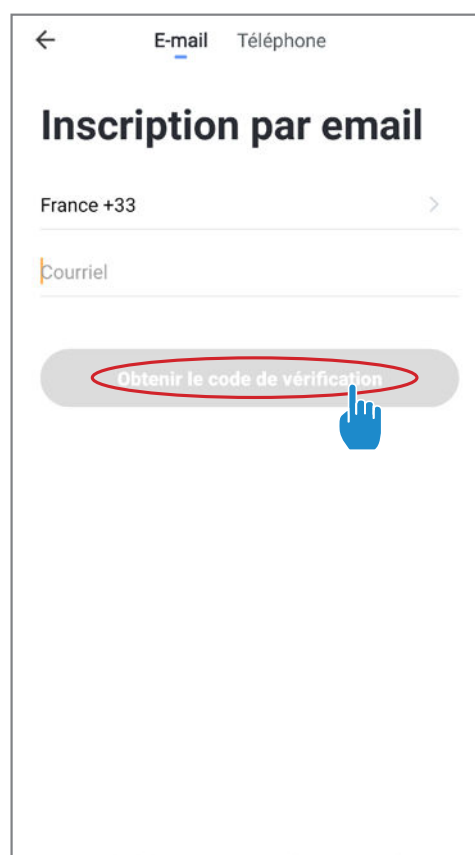 E-mail Téléphone
Inscription par email
France +33
Courriel
Obtenir le code de vérification